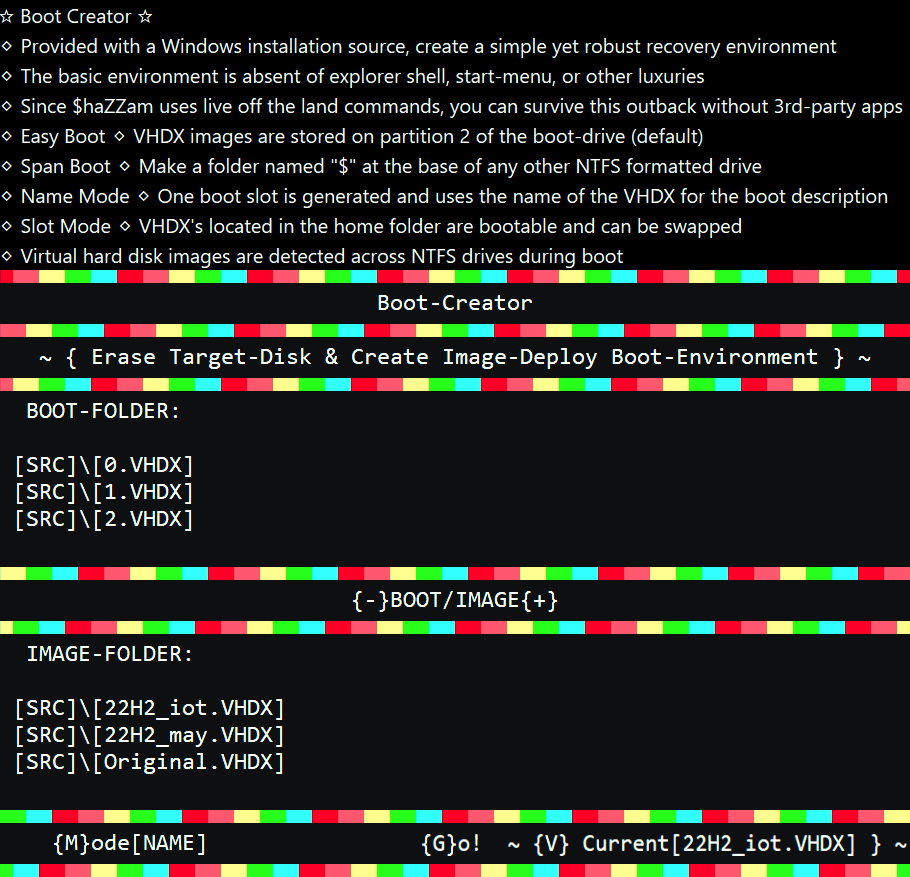 ☆ Boot Creator ☆
⋄ Provided with a Windows installation source, create a simple yet robust recovery environment
⋄ The basic environment is absent of explorer shell, start-menu, or other luxuries
⋄ Since $haZZam uses live off the land commands, you can survive this outback without 3rd-party apps
⋄ Easy Boot ⋄ VHDX images are stored on partition 2 of the boot-drive (default)
⋄ Span Boot ⋄ Make a folder named "$" at the base of any other NTFS formatted drive
⋄ Name Mode ⋄ One boot slot is generated and uses the name of the VHDX for the boot description
⋄ Slot Mode ⋄ VHDX's located in the home folder are bootable and can be swapped
⋄ Virtual hard disk images are detected across NTFS drives during boot
Boot-Creator
~ { Erase Target-Disk & Create Image-Deploy Boot-Environment } ~
BOOT-FOLDER:
[SRC]\[0.VHDX]
[SRC]\[1.VHDX]
[SRC]\[2.VHDX]
{-}BOOT/IMAGE{+}
IMAGE-FOLDER:
[SRC]\[22H2_iot.VHDX]
[SRC]\[22H2_may.VHDX]
[SRC]\[Original.VHDX]
{M}ode[NAME] {G}o! ~ {V} Current[22H2_iot.VHDX] } ~